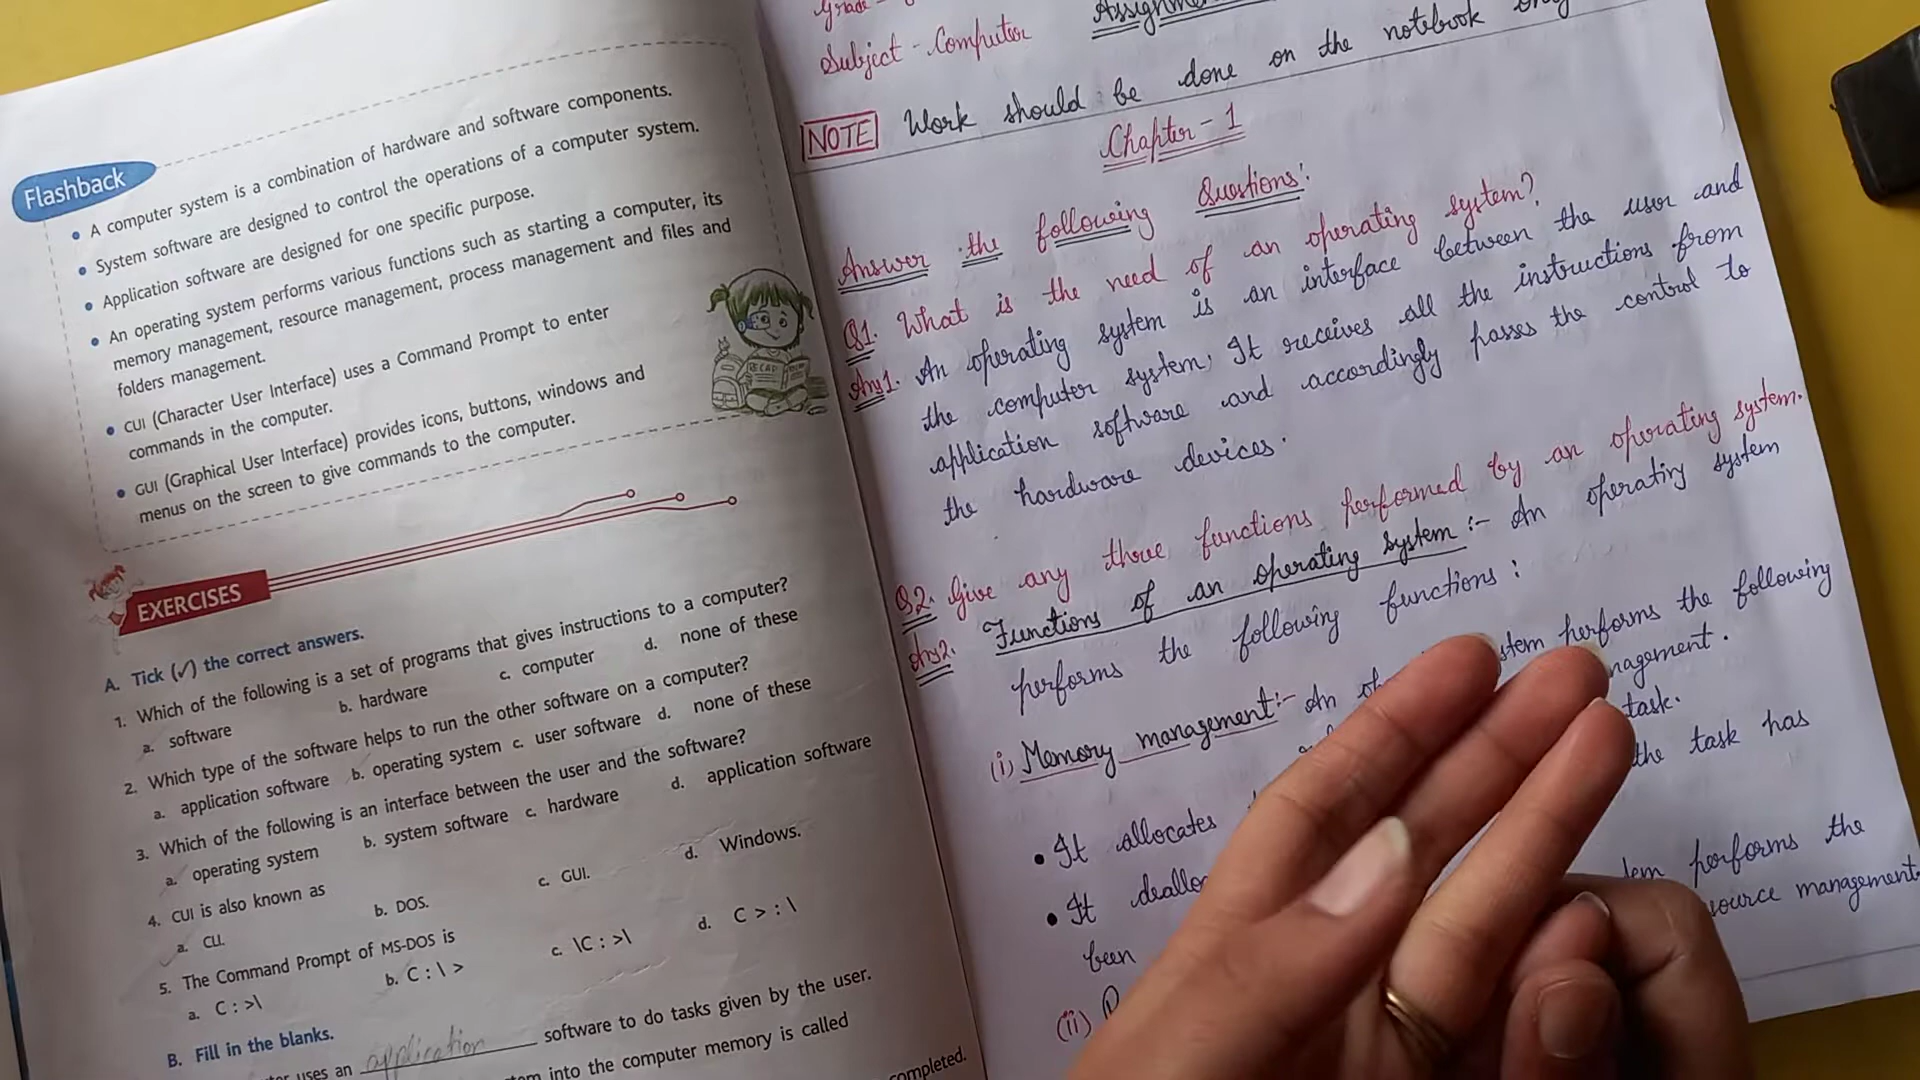 Flashback
• A computer system is a combination of hardware and software components.
• System software are designed to control the operations of a computer system.
• Application software are designed for one specific purpose.
• An operating system performs various functions such as starting a computer, its
memory management, resource management, process management and files and
folders management.
• CUI (Character User Interface) uses a Command Prompt to enter
commands in the computer.
• GUI (Graphical User Interface) provides icons, buttons, windows and
menus on the screen to give commands to the computer.
RECAP
EXERCISES
A. Tick (✓) the correct answers.
1. Which of the following is a set of programs that gives instructions to a computer?
a. software b. hardware c. computer d. none of these
2. Which type of the software helps to run the other software on a computer?
a. application software b. operating system c. user software d. none of these
3. Which of the following is an interface between the user and the software?
a. operating system b. system software c. hardware d. application software
4. CUI is also known as
a. CLI. b. DOS. c. GUI. d. Windows.
5. The Command Prompt of MS-DOS is
a. C : >\ b. C : \ > c. \C : >\ d. C > : \
B. Fill in the blanks.
uses an application software to do tasks given by the user.
into the computer memory is called
completed.
Grade -
Subject - Computer
Assignment
NOTE Work should be done on the notebook only
Chapter - 1
Answer the following Questions:
Q1. What is the need of an operating system?
Ans1. An operating system is an interface between the user and
the computer system. It receives all the instructions from
application software and accordingly passes the control to
the hardware devices.
Q2. Give any three functions performed by an operating system.
Ans2. Functions of an operating system :- An operating system
performs the following functions :
(i) Memory management:- An performs the following
task.
• It allocates
• It the task has
been
(ii) performs the
management